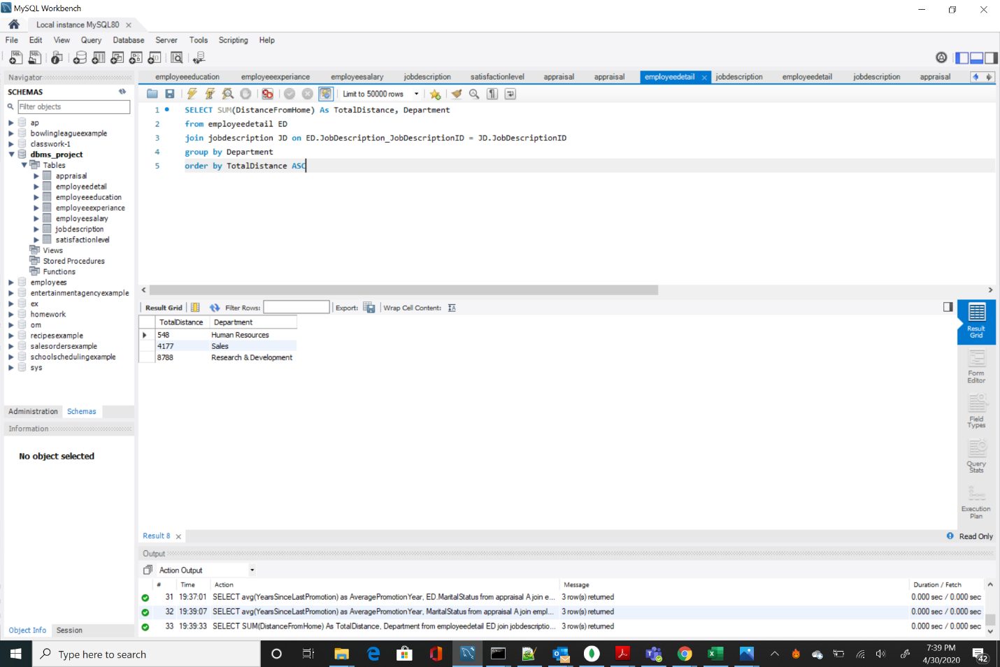 MySQL Workbench
Local instance MySQL80
File Edit View Query Database Server Tools Scripting Help
Navigator
SCHEMAS
Filter objects
ap
bowlingleagueexample
classwork-1
dbms_project
Tables
appraisal
employeedetail
employeeeducation
employeeexperiance
employeesalary
jobdescription
satisfactionlevel
Views
Stored Procedures
Functions
employees
entertainmentagencyexample
ex
homework
om
recipesexample
salesordersexample
schoolschedulingexample
sys
Administration Schemas
Information
No object selected
Object Info Session
employeeeducation employeeexperiance employeesalary jobdescription satisfactionlevel appraisal appraisal employeedetail jobdescription employeedetail jobdescription appraisal
Limit to 50000 rows
1 SELECT SUM(DistanceFromHome) As TotalDistance, Department
2 from employeedetail ED
3 join jobdescription JD on ED.JobDescription_JobDescriptionID = JD.JobDescriptionID
4 group by Department
5 order by TotalDistance ASC
Result Grid Filter Rows: Export: Wrap Cell Content:
TotalDistance Department
548 Human Resources
4177 Sales
8788 Research & Development
Result Grid
Form Editor
Field Types
Query Stats
Execution Plan
Result 8
Read Only
Output
Action Output
# Time Action Message Duration / Fetch
31 19:37:01 SELECT avg(YearsSinceLastPromotion) as AveragePromotionYear, ED.MaritalStatus from appraisal A join e... 3 row(s) returned 0.000 sec / 0.000 sec
32 19:39:07 SELECT avg(YearsSinceLastPromotion) as AveragePromotionYear, MaritalStatus from appraisal A join empl... 3 row(s) returned 0.000 sec / 0.000 sec
33 19:39:33 SELECT SUM(DistanceFromHome) As TotalDistance, Department from employeedetail ED join jobdescriptio... 3 row(s) returned 0.000 sec / 0.000 sec
Type here to search
7:39 PM
4/30/2020
42